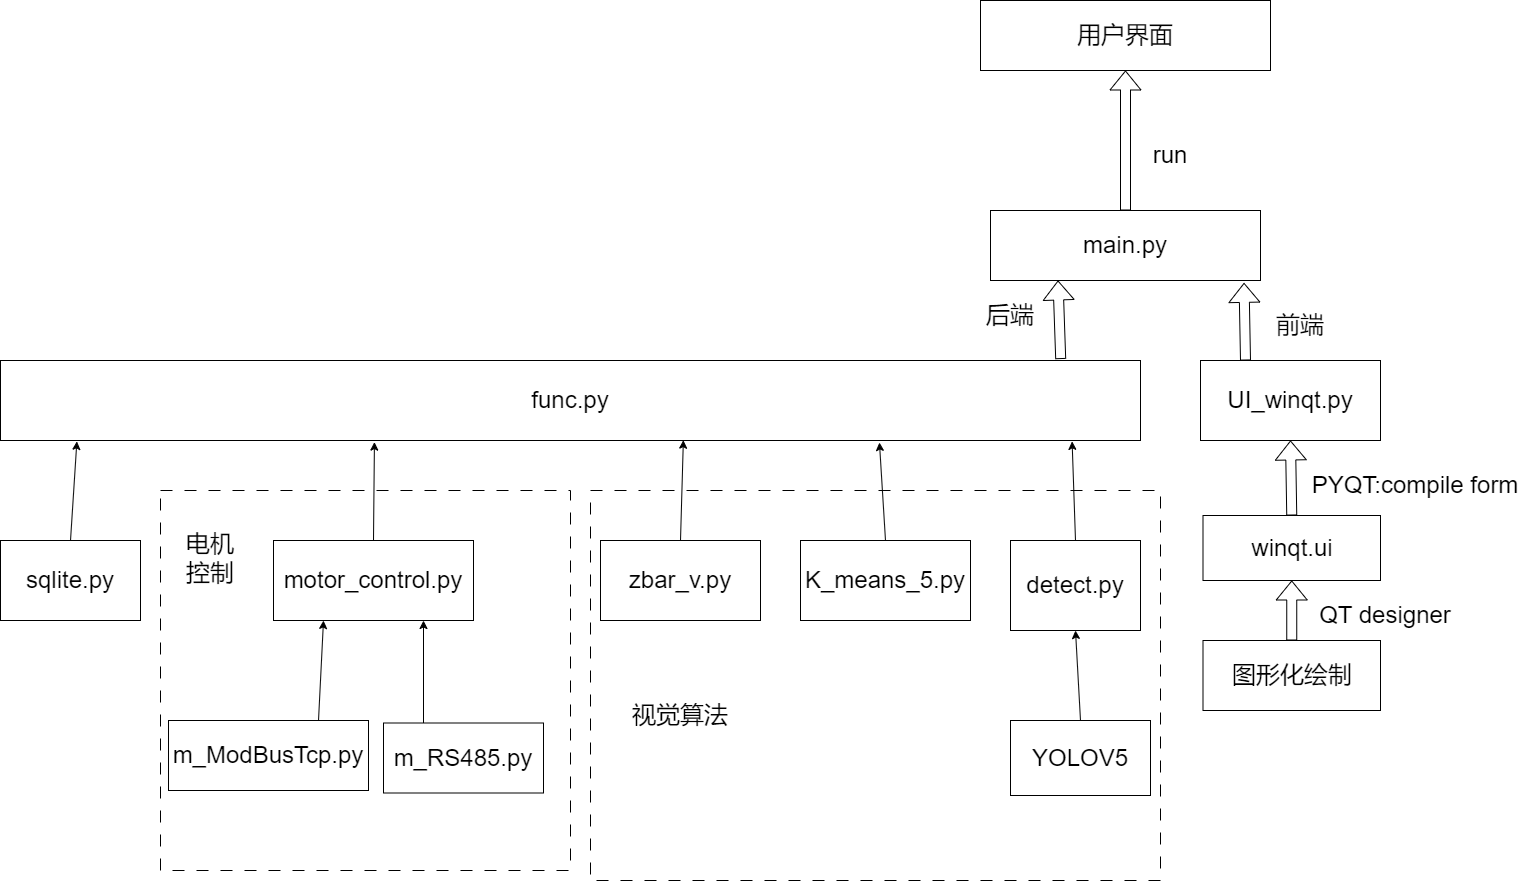 用户界面
run
main.py
后端
前端
func.py
UI_winqt.py
PYQT:compile form
电机
控制
sqlite.py
motor_control.py
zbar_v.py
K_means_5.py
detect.py
winqt.ui
QT designer
图形化绘制
视觉算法
m_ModBusTcp.py
m_RS485.py
YOLOV5